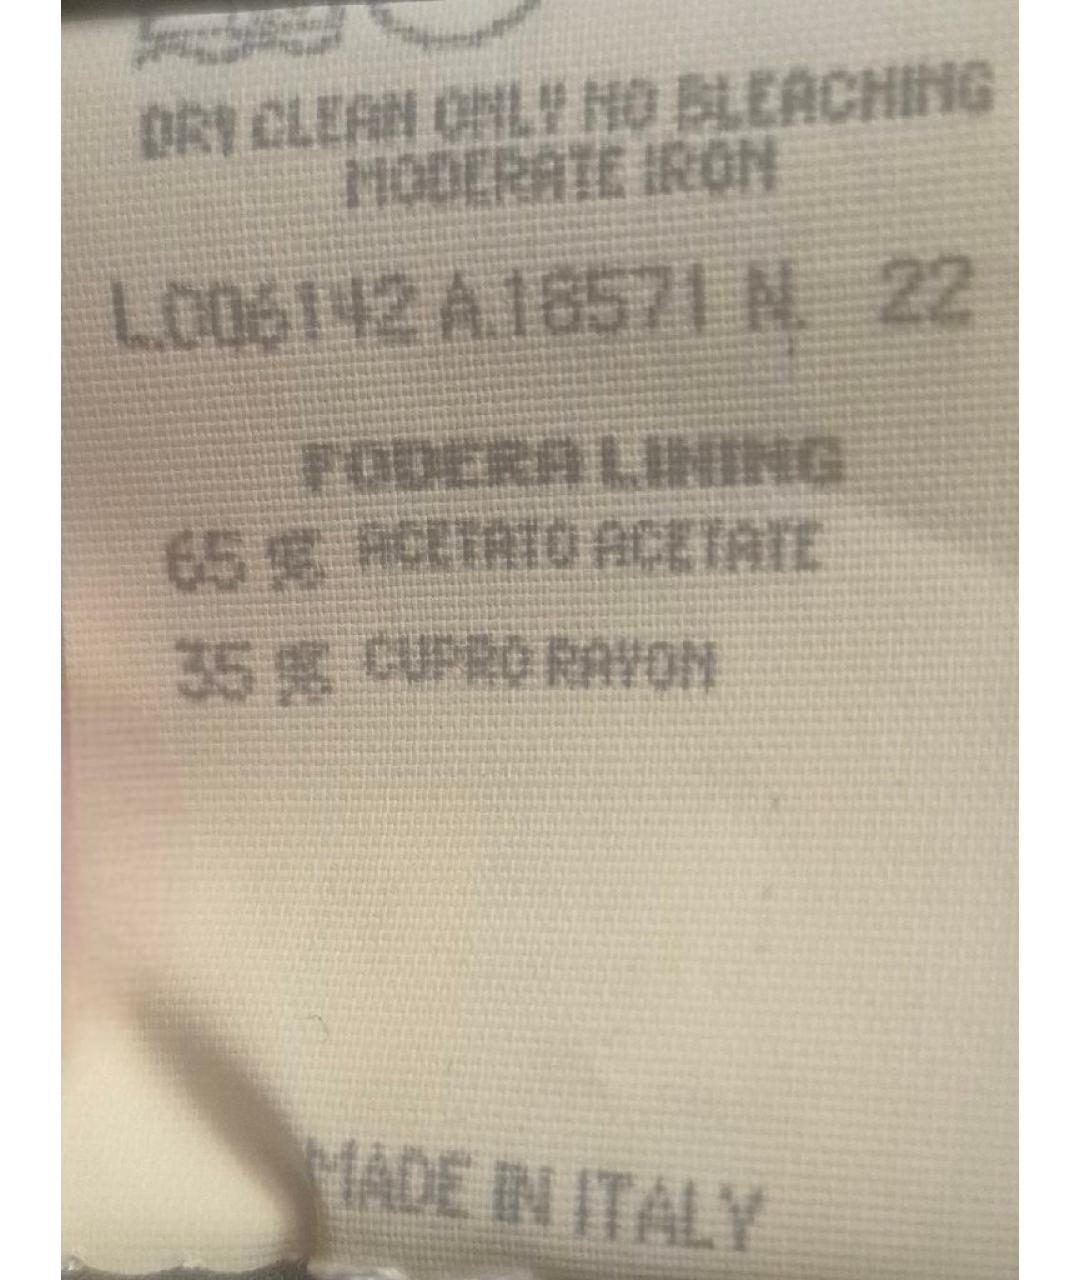 DRY CLEAN ONLY NO BLEACHING
MODERATE IRON
L.006142 A.18571 N. 22
FODERA LINING
65 % ACETATO ACETATE
35 % CUPRO RAYON
MADE IN ITALY